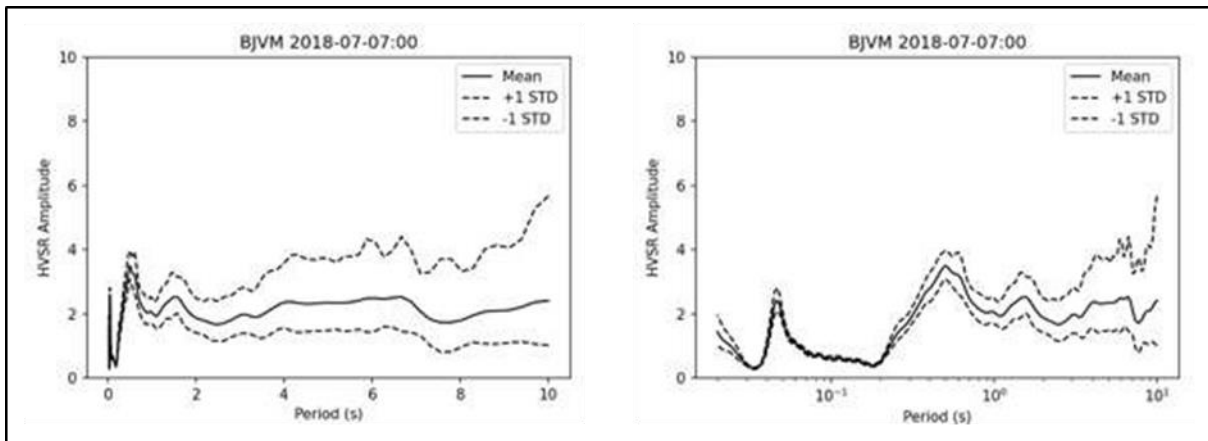 BJVM 2018-07-07:00
10
8
6
4
2
0
HVSR Amplitude
Mean
+1 STD
-1 STD
0 2 4 6 8 10
Period (s)
BJVM 2018-07-07:00
10
8
6
4
2
0
HVSR Amplitude
Mean
+1 STD
-1 STD
10⁻¹ 10⁰ 10¹
Period (s)